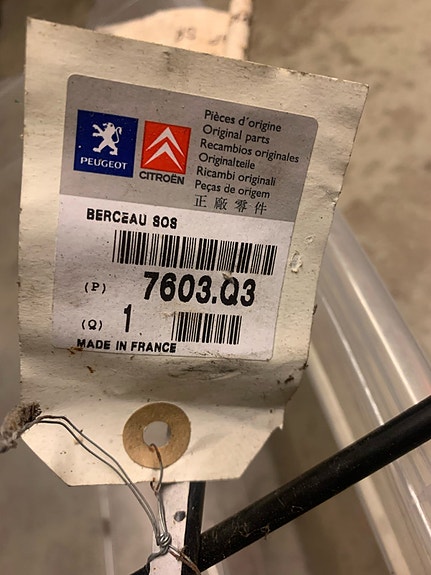 PEUGEOT
CITROËN
Pièces d'origine
Original parts
Recambios originales
Originalteile
Ricambi originali
Peças de origem
正廠零件
BERCEAU SOS
(P) 7603.Q3
(Q) 1
MADE IN FRANCE